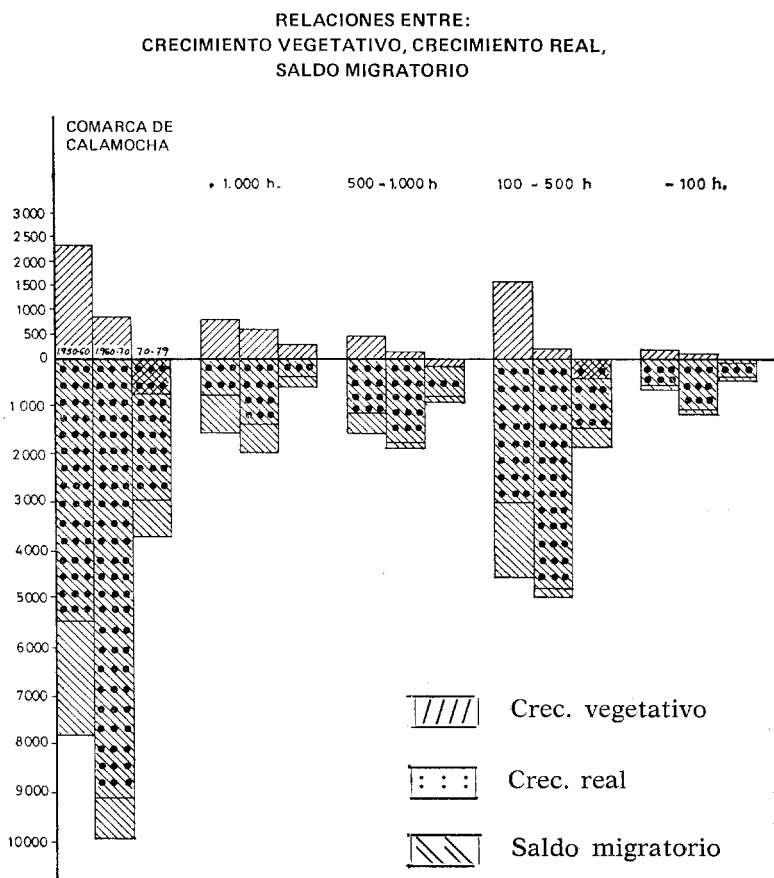 RELACIONES ENTRE:
CRECIMIENTO VEGETATIVO, CRECIMIENTO REAL,
SALDO MIGRATORIO
COMARCA DE
CALAMOCHA
+ 1.000 h.
500 - 1.000 h
100 - 500 h
- 100 h.
3000
2500
2000
1500
1000
500
0
1000
2000
3000
4000
5000
6000
7000
8000
9000
10000
1950-60
1960-70
70-79
Crec. vegetativo
Crec. real
Saldo migratorio